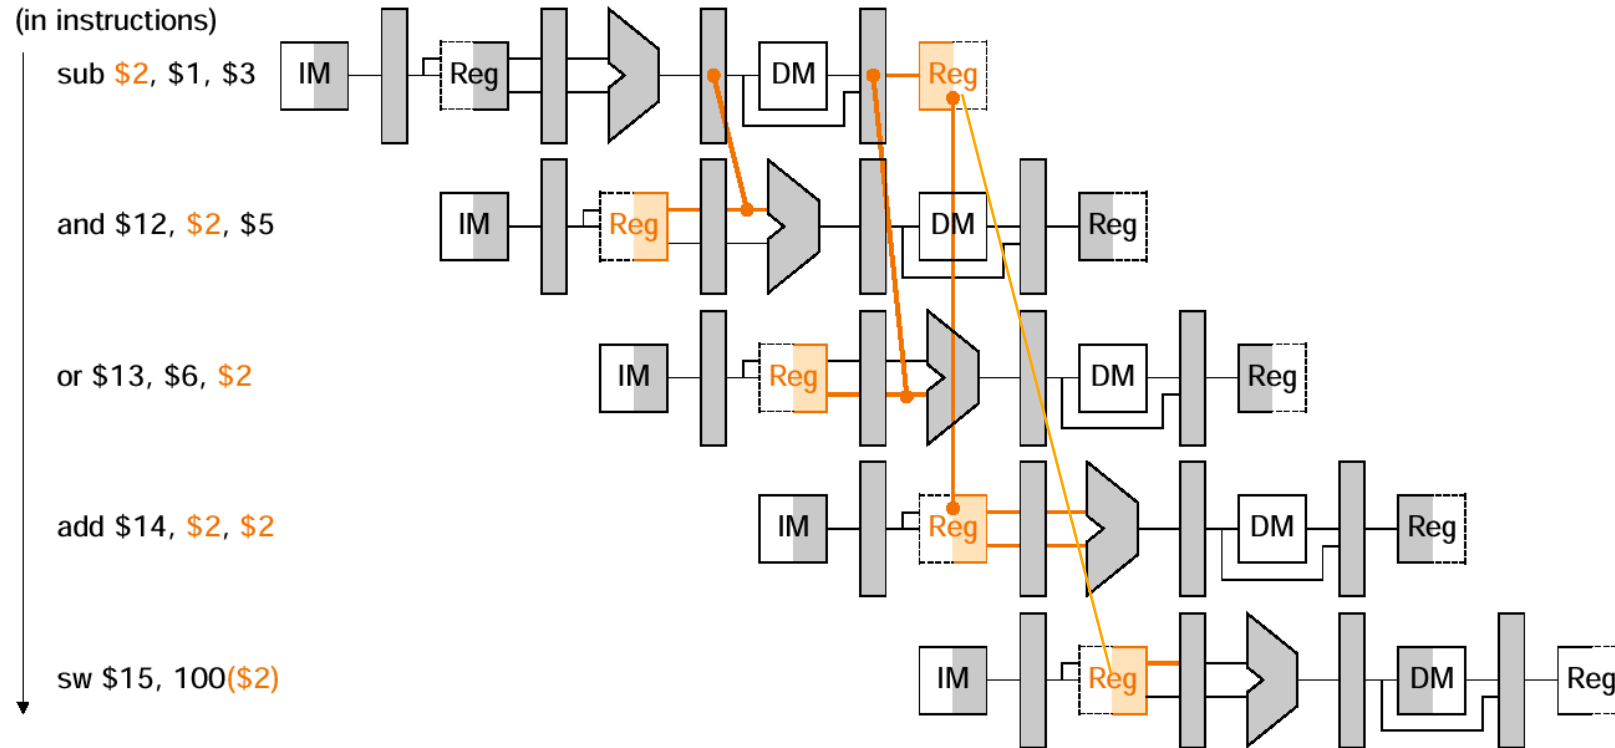 (in instructions)
sub $2, $1, $3 IM Reg DM Reg
and $12, $2, $5 IM Reg DM Reg
or $13, $6, $2 IM Reg DM Reg
add $14, $2, $2 IM Reg DM Reg
sw $15, 100($2) IM Reg DM Reg